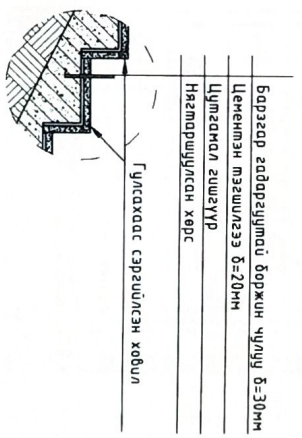 Барзгар гадаргуутай боржин чулуу δ=30мм
Цементэн тэгшилгээ δ=20мм
Цутгамал гишгүүр
Нягтаршуулсан хөрс
Гулсахаас сэргийлсэн ховил